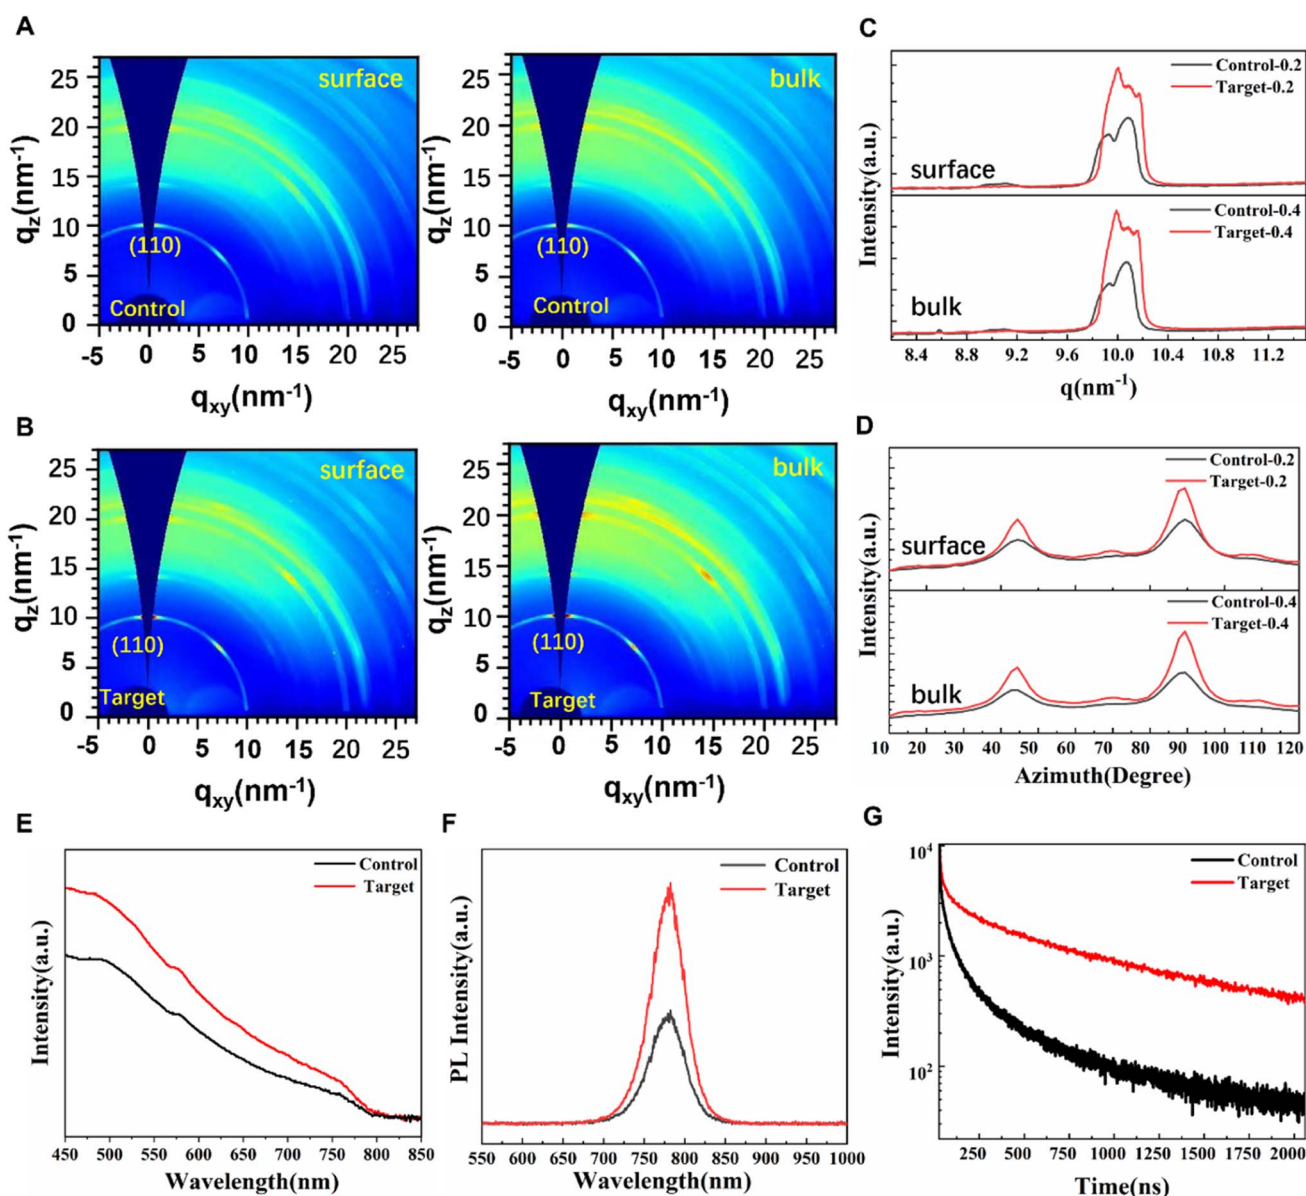 A
surface
25
20
15
10
5
0
q_z(nm⁻¹)
(110)
Control
-5 0 5 10 15 20 25
q_xy(nm⁻¹)
bulk
25
20
15
10
5
0
q_z(nm⁻¹)
(110)
Control
-5 0 5 10 15 20 25
q_xy(nm⁻¹)
C
Control-0.2
Target-0.2
surface
Control-0.4
Target-0.4
bulk
Intensity(a.u.)
8.4 8.8 9.2 9.6 10.0 10.4 10.8 11.2
q(nm⁻¹)
B
surface
25
20
15
10
5
0
q_z(nm⁻¹)
(110)
Target
-5 0 5 10 15 20 25
q_xy(nm⁻¹)
bulk
25
20
15
10
5
0
q_z(nm⁻¹)
(110)
Target
-5 0 5 10 15 20 25
q_xy(nm⁻¹)
D
Control-0.2
Target-0.2
surface
Control-0.4
Target-0.4
bulk
Intensity(a.u.)
10 20 30 40 50 60 70 80 90 100 110 120
Azimuth(Degree)
E
Control
Target
Intensity(a.u.)
450 500 550 600 650 700 750 800 850
Wavelength(nm)
F
Control
Target
PL Intensity(a.u.)
550 600 650 700 750 800 850 900 950 1000
Wavelength(nm)
G
Control
Target
10⁴
10³
10²
Intensity(a.u.)
250 500 750 1000 1250 1500 1750 2000
Time(ns)